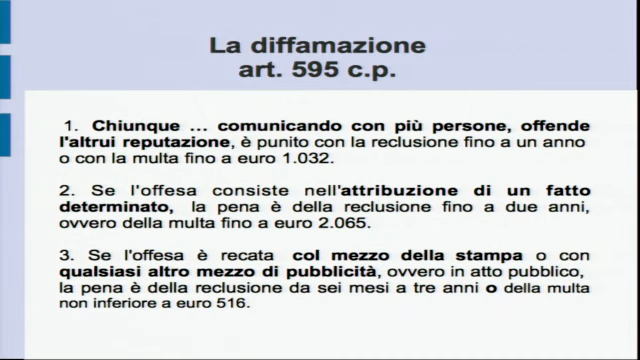 La diffamazione
art. 595 c.p.
1. Chiunque ... comunicando con più persone, offende
l'altrui reputazione, è punito con la reclusione fino a un anno
o con la multa fino a euro 1.032.
2. Se l'offesa consiste nell'attribuzione di un fatto
determinato, la pena è della reclusione fino a due anni,
ovvero della multa fino a euro 2.065.
3. Se l'offesa è recata col mezzo della stampa o con
qualsiasi altro mezzo di pubblicità, ovvero in atto pubblico,
la pena è della reclusione da sei mesi a tre anni o della multa
non inferiore a euro 516.